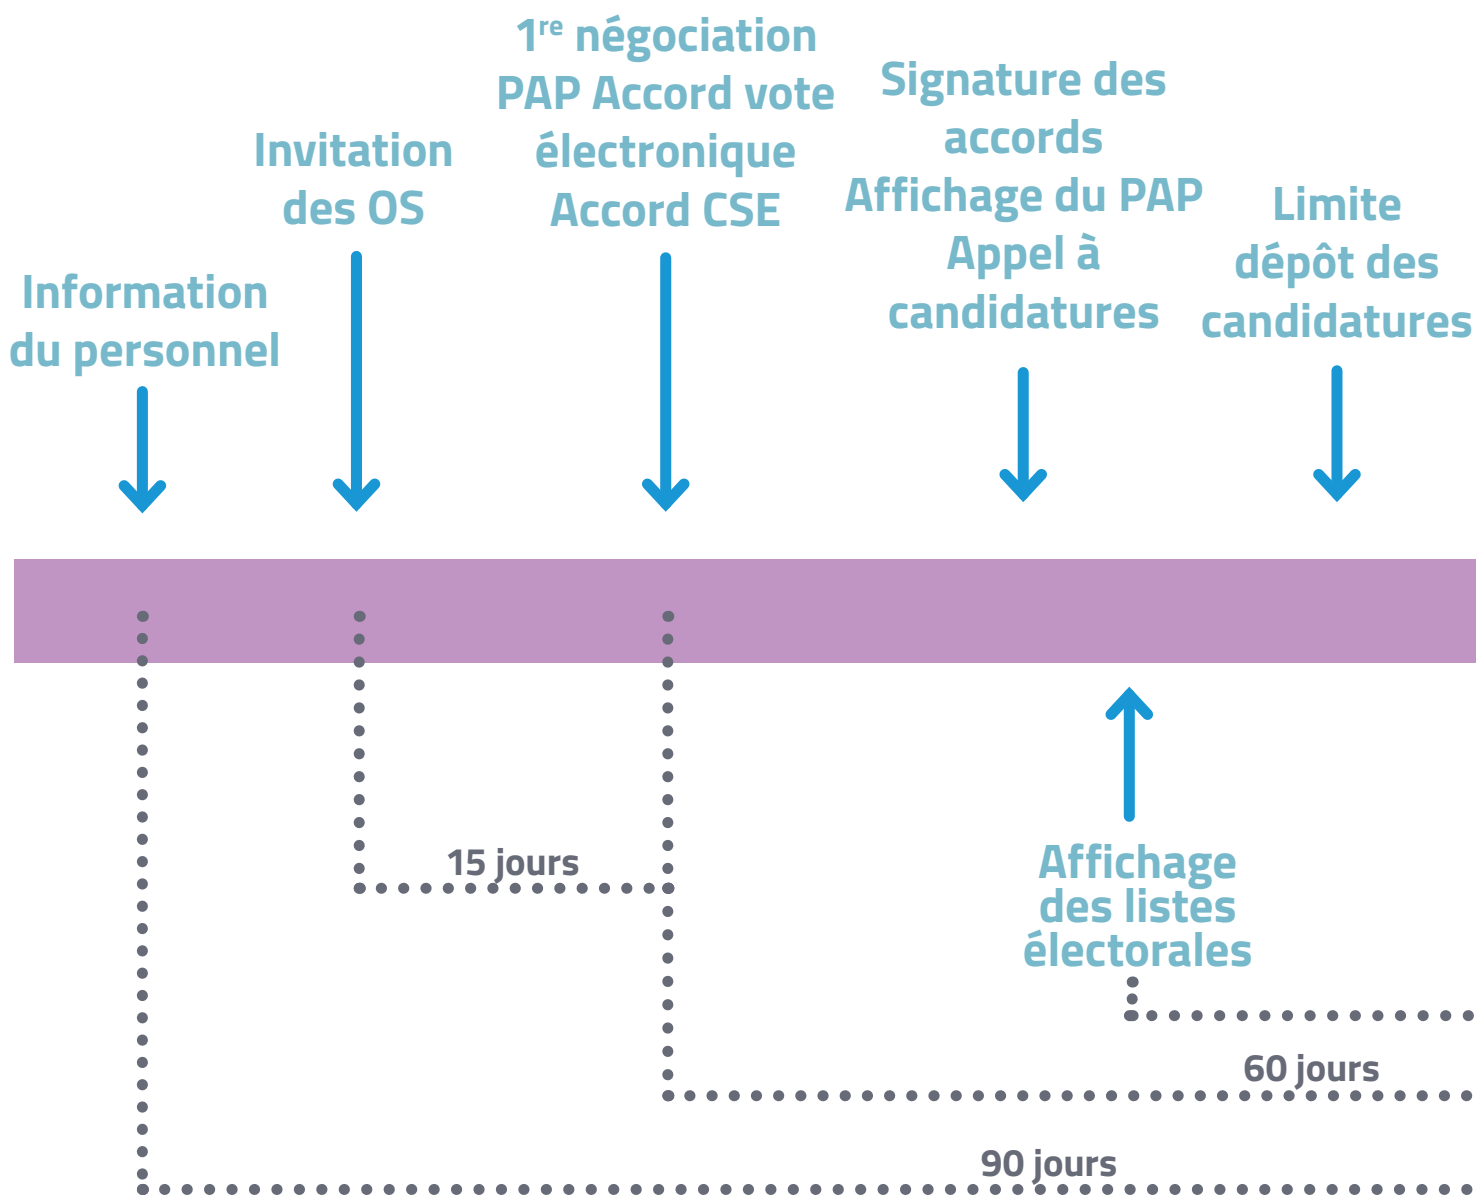 Information
du personnel
Invitation
des OS
1re négociation
PAP Accord vote
électronique
Accord CSE
Signature des
accords
Affichage du PAP
Appel à
candidatures
Limite
dépôt des
candidatures
15 jours
Affichage
des listes
électorales
60 jours
90 jours